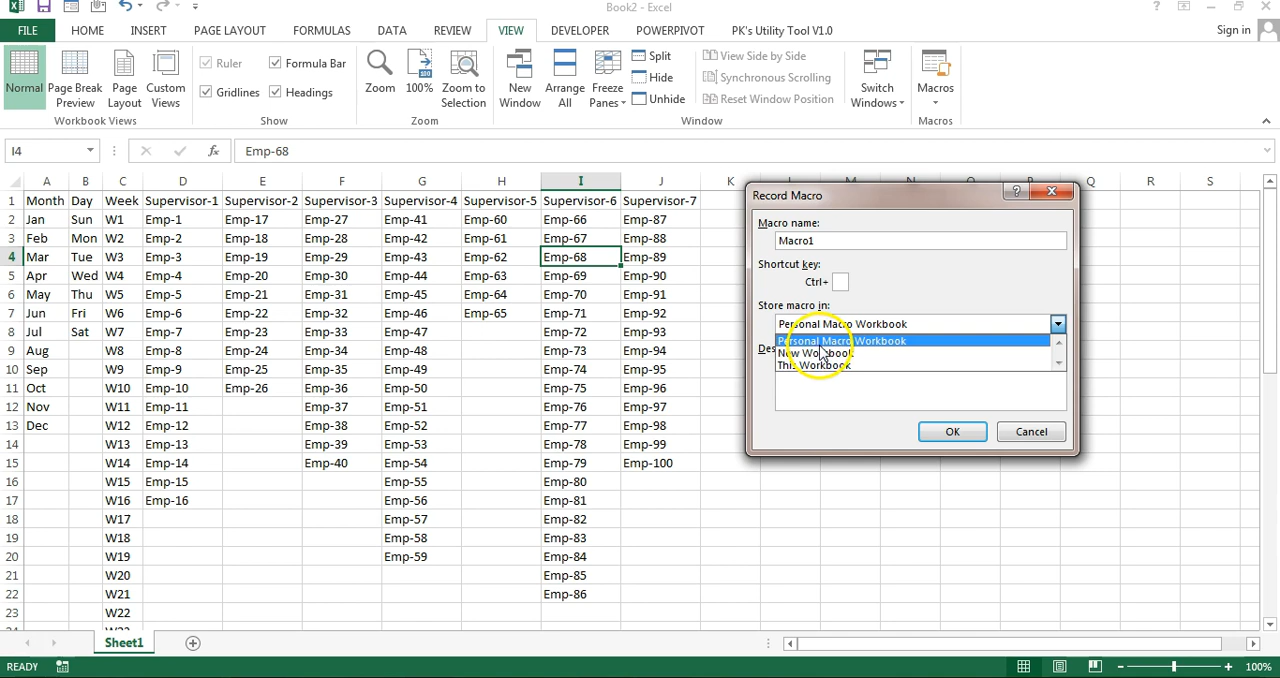 Book2 - Excel
FILE HOME INSERT PAGE LAYOUT FORMULAS DATA REVIEW VIEW DEVELOPER POWERPIVOT PK's Utility Tool V1.0 Sign in
Normal Page Break Preview Page Layout Custom Views
Ruler Formula Bar
Gridlines Headings
Zoom 100% Zoom to Selection
New Window Arrange All Freeze Panes
Split
Hide
Unhide
View Side by Side
Synchronous Scrolling
Reset Window Position
Switch Windows Macros
Workbook Views Show Zoom Window Macros
I4 fx Emp-68
A B C D E F G H I J K Q R S
1 Month Day Week Supervisor-1 Supervisor-2 Supervisor-3 Supervisor-4 Supervisor-5 Supervisor-6 Supervisor-7
2 Jan Sun W1 Emp-1 Emp-17 Emp-27 Emp-41 Emp-60 Emp-66 Emp-87
3 Feb Mon W2 Emp-2 Emp-18 Emp-28 Emp-42 Emp-61 Emp-67 Emp-88
4 Mar Tue W3 Emp-3 Emp-19 Emp-29 Emp-43 Emp-62 Emp-68 Emp-89
5 Apr Wed W4 Emp-4 Emp-20 Emp-30 Emp-44 Emp-63 Emp-69 Emp-90
6 May Thu W5 Emp-5 Emp-21 Emp-31 Emp-45 Emp-64 Emp-70 Emp-91
7 Jun Fri W6 Emp-6 Emp-22 Emp-32 Emp-46 Emp-65 Emp-71 Emp-92
8 Jul Sat W7 Emp-7 Emp-23 Emp-33 Emp-47 Emp-72 Emp-93
9 Aug W8 Emp-8 Emp-24 Emp-34 Emp-48 Emp-73 Emp-94
10 Sep W9 Emp-9 Emp-25 Emp-35 Emp-49 Emp-74 Emp-95
11 Oct W10 Emp-10 Emp-26 Emp-36 Emp-50 Emp-75 Emp-96
12 Nov W11 Emp-11 Emp-37 Emp-51 Emp-76 Emp-97
13 Dec W12 Emp-12 Emp-38 Emp-52 Emp-77 Emp-98
14 W13 Emp-13 Emp-39 Emp-53 Emp-78 Emp-99
15 W14 Emp-14 Emp-40 Emp-54 Emp-79 Emp-100
16 W15 Emp-15 Emp-55 Emp-80
17 W16 Emp-16 Emp-56 Emp-81
18 W17 Emp-57 Emp-82
19 W18 Emp-58 Emp-83
20 W19 Emp-59 Emp-84
21 W20 Emp-85
22 W21 Emp-86
23 W22
Record Macro
Macro name:
Macro1
Shortcut key:
Ctrl+
Store macro in:
Personal Macro Workbook
Personal Macro Workbook
New Workbook
This Workbook
Des
OK Cancel
Sheet1
READY 100%